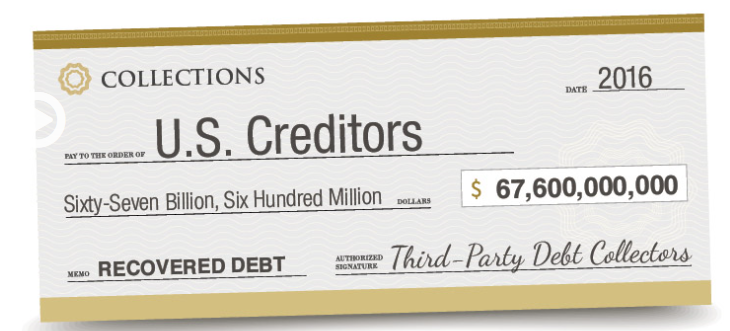 COLLECTIONS
DATE 2016
PAY TO THE ORDER OF U.S. Creditors
Sixty-Seven Billion, Six Hundred Million DOLLARS $ 67,600,000,000
MEMO RECOVERED DEBT AUTHORIZED SIGNATURE Third-Party Debt Collectors